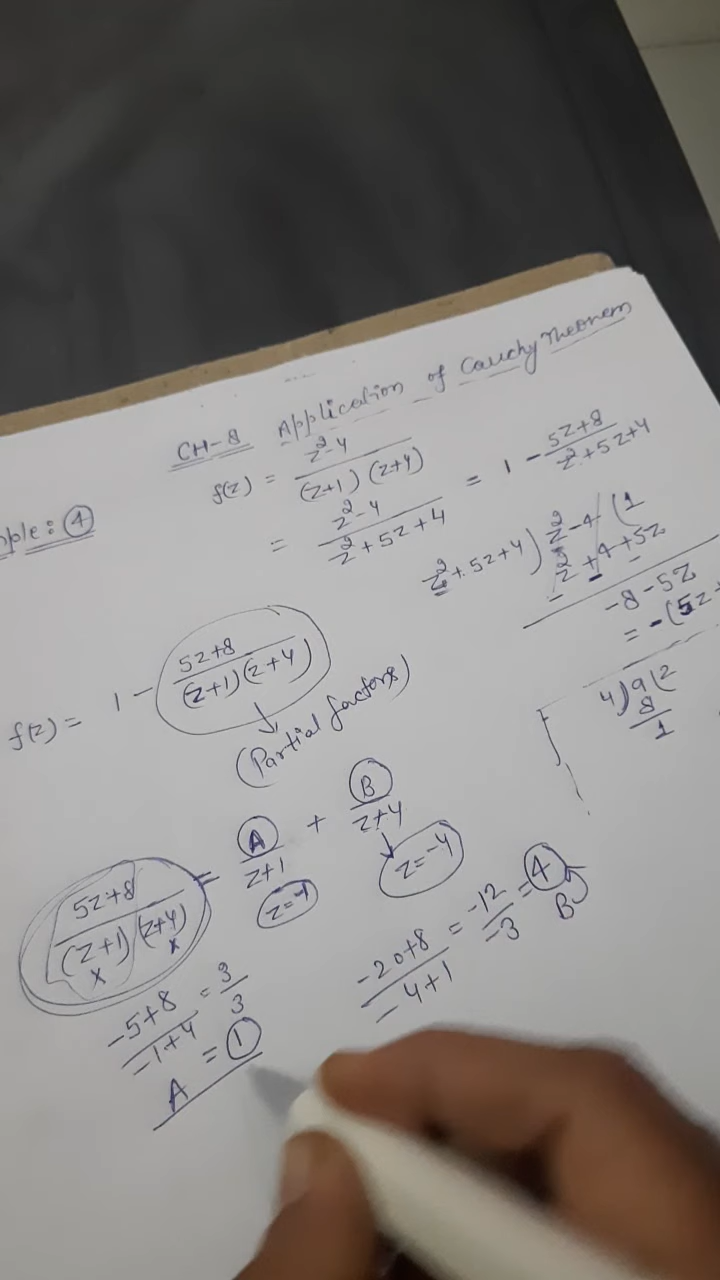 CH-8 Application of Cauchy Theorem
ple: ④
f(z) = z²-4 / (z+1) (z+4) = 1 - 5z+8 / z²+5z+4
= z²-4 / z²+5z+4
z²+5z+4 ) z²-4 ( 1
z²+4+5z
- - -
-8-5z
= -(5z+
f(z) = 1 - 5z+8 / (z+1)(z+4)
(Partial factors)
4)9(2
8
1
5z+8 / (z+1)(z+4) = A / z+1 + B / z+4
x x
z=-1 z=-4
-5+8 / -1+4 = 3/3
-20+8 / -4+1 = -12 / -3 = 4
B
A = 1